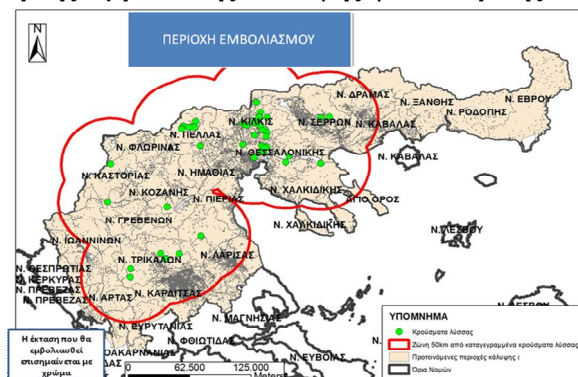 ΠΕΡΙΟΧΗ ΕΜΒΟΛΙΑΣΜΟΥ
N
Ν. ΔΡΑΜΑΣ
Ν. ΞΑΝΘΗΣ
Ν. ΕΒΡΟΥ
Ν. ΡΟΔΟΠΗΣ
Ν. ΚΙΛΚΙΣ
Ν. ΣΕΡΡΩΝ
Ν. ΚΑΒΑΛΑΣ
Ν. ΠΕΛΛΑΣ
Ν. ΦΛΩΡΙΝΑΣ
Ν. ΘΕΣΣΑΛΟΝΙΚΗΣ
Ν. ΚΑΒΑΛΑΣ
Ν. ΚΑΣΤΟΡΙΑΣ
Ν. ΗΜΑΘΙΑΣ
Ν. ΚΟΖΑΝΗΣ
Ν. ΠΙΕΡΙΑΣ
Ν. ΧΑΛΚΙΔΙΚΗΣ
ΑΓΙΟ ΟΡΟΣ
Ν. ΓΡΕΒΕΝΩΝ
Ν. ΧΑΛΚΙΔΙΚΗΣ
Ν. ΛΕΣΒΟΥ
Ν. ΙΩΑΝΝΙΝΩΝ
Ν. ΤΡΙΚΑΛΩΝ
Ν. ΛΑΡΙΣΑΣ
Ν. ΘΕΣΠΡΩΤΙΑΣ
Ν. ΚΕΡΚΥΡΑΣ
Ν. ΠΡΕΒΕΖΑΣ
Ν. ΠΡΕΒΕΖΑΣ
Ν. ΑΡΤΑΣ
Ν. ΚΑΡΔΙΤΣΑΣ
Ν. ΜΑΓΝΗΣΙΑΣ
Ν. ΕΥΡΥΤΑΝΙΑΣ
Ν. ΦΘΙΩΤΙΔΑΣ
Ν. ΕΥΒΟΙΑΣ
Η έκταση που θα
εμβολιασθεί
επισημαίνεται με
χρώμα
62.500
125.000
Meters
ΥΠΟΜΝΗΜΑ
Κρούσματα λύσσας
Ζώνη 50km από καταγεγραμμένα κρούσματα λύσσας
Προτεινόμενες περιοχές κάλυψης
Όρια Νομών